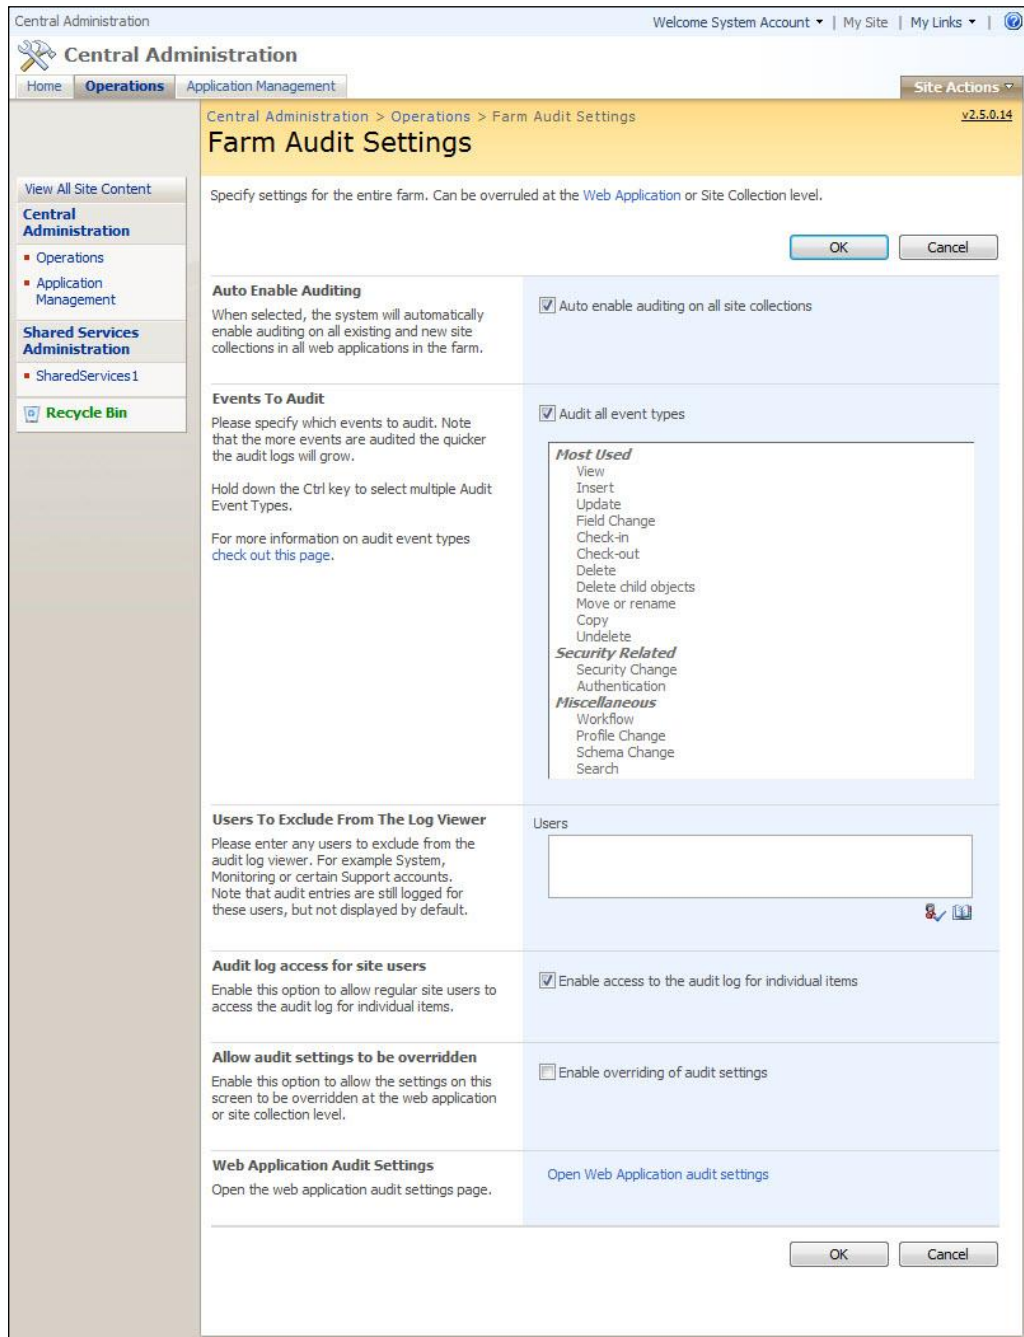 Central Administration
Welcome System Account | My Site | My Links |
Central Administration
Home Operations Application Management Site Actions
Central Administration > Operations > Farm Audit Settings v2.5.0.14
Farm Audit Settings
View All Site Content
Central
Administration
Operations
Application
Management
Shared Services
Administration
SharedServices1
Recycle Bin
Specify settings for the entire farm. Can be overruled at the Web Application or Site Collection level.
OK Cancel
Auto Enable Auditing
When selected, the system will automatically
enable auditing on all existing and new site
collections in all web applications in the farm.
Auto enable auditing on all site collections
Events To Audit
Please specify which events to audit. Note
that the more events are audited the quicker
the audit logs will grow.
Hold down the Ctrl key to select multiple Audit
Event Types.
For more information on audit event types
check out this page.
Audit all event types
Most Used
View
Insert
Update
Field Change
Check-in
Check-out
Delete
Delete child objects
Move or rename
Copy
Undelete
Security Related
Security Change
Authentication
Miscellaneous
Workflow
Profile Change
Schema Change
Search
Users To Exclude From The Log Viewer
Please enter any users to exclude from the
audit log viewer. For example System,
Monitoring or certain Support accounts.
Note that audit entries are still logged for
these users, but not displayed by default.
Users
Audit log access for site users
Enable this option to allow regular site users to
access the audit log for individual items.
Enable access to the audit log for individual items
Allow audit settings to be overridden
Enable this option to allow the settings on this
screen to be overridden at the web application
or site collection level.
Enable overriding of audit settings
Web Application Audit Settings
Open the web application audit settings page.
Open Web Application audit settings
OK Cancel